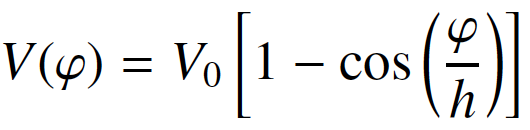 V(φ) = V₀ [1 − cos(φ/h)]